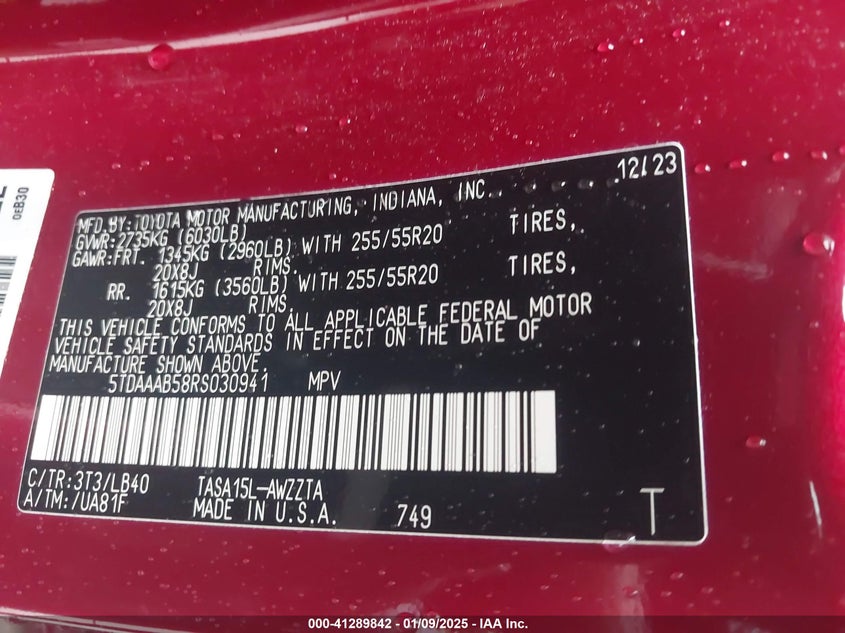 0EB30
12/23
MFD.BY:TOYOTA MOTOR MANUFACTURING, INDIANA, INC.
GVWR:2735KG (6030LB)
GAWR:FRT. 1345KG (2960LB) WITH 255/55R20 TIRES,
20X8J RIMS.
RR. 1615KG (3560LB) WITH 255/55R20 TIRES,
20X8J RIMS.
THIS VEHICLE CONFORMS TO ALL APPLICABLE FEDERAL MOTOR
VEHICLE SAFETY STANDARDS IN EFFECT ON THE DATE OF
MANUFACTURE SHOWN ABOVE.
5TDAAAB58RS030941 MPV
C/TR:3T3/LB40 TASA15L-AWZZTA
A/TM:/UA81F MADE IN U.S.A. 749
T
000-41289842 - 01/09/2025 - IAA Inc.